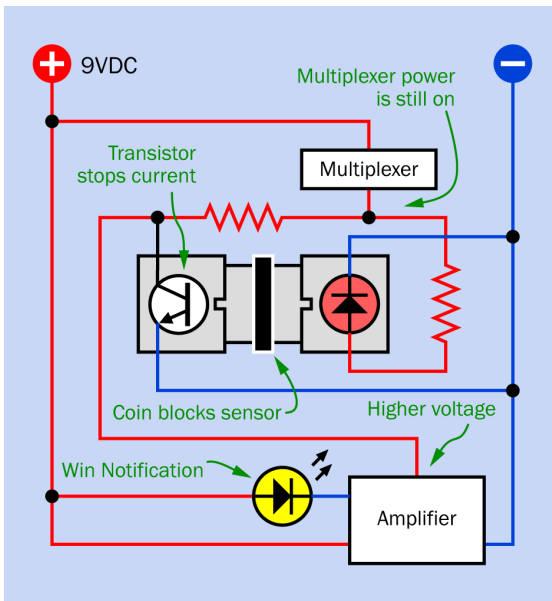 9VDC
Multiplexer power
is still on
Transistor
stops current
Multiplexer
Coin blocks sensor
Higher voltage
Win Notification
Amplifier